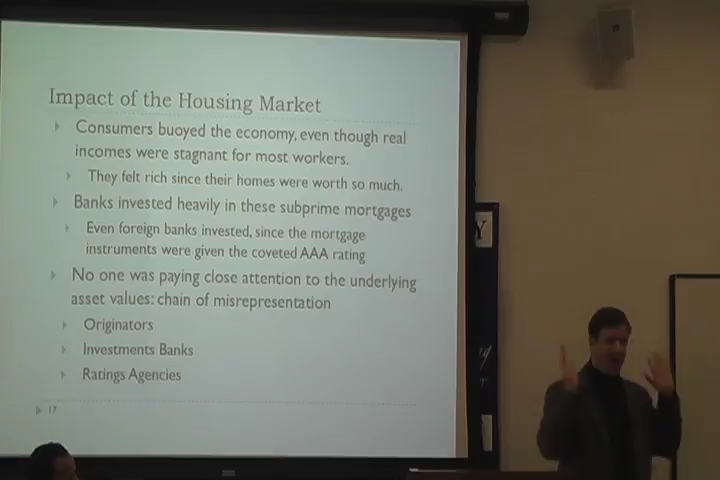 Impact of the Housing Market
Consumers buoyed the economy, even though real
incomes were stagnant for most workers.
They felt rich since their homes were worth so much.
Banks invested heavily in these subprime mortgages
Even foreign banks invested, since the mortgage
instruments were given the coveted AAA rating
No one was paying close attention to the underlying
asset values: chain of misrepresentation
Originators
Investments Banks
Ratings Agencies
17
Y